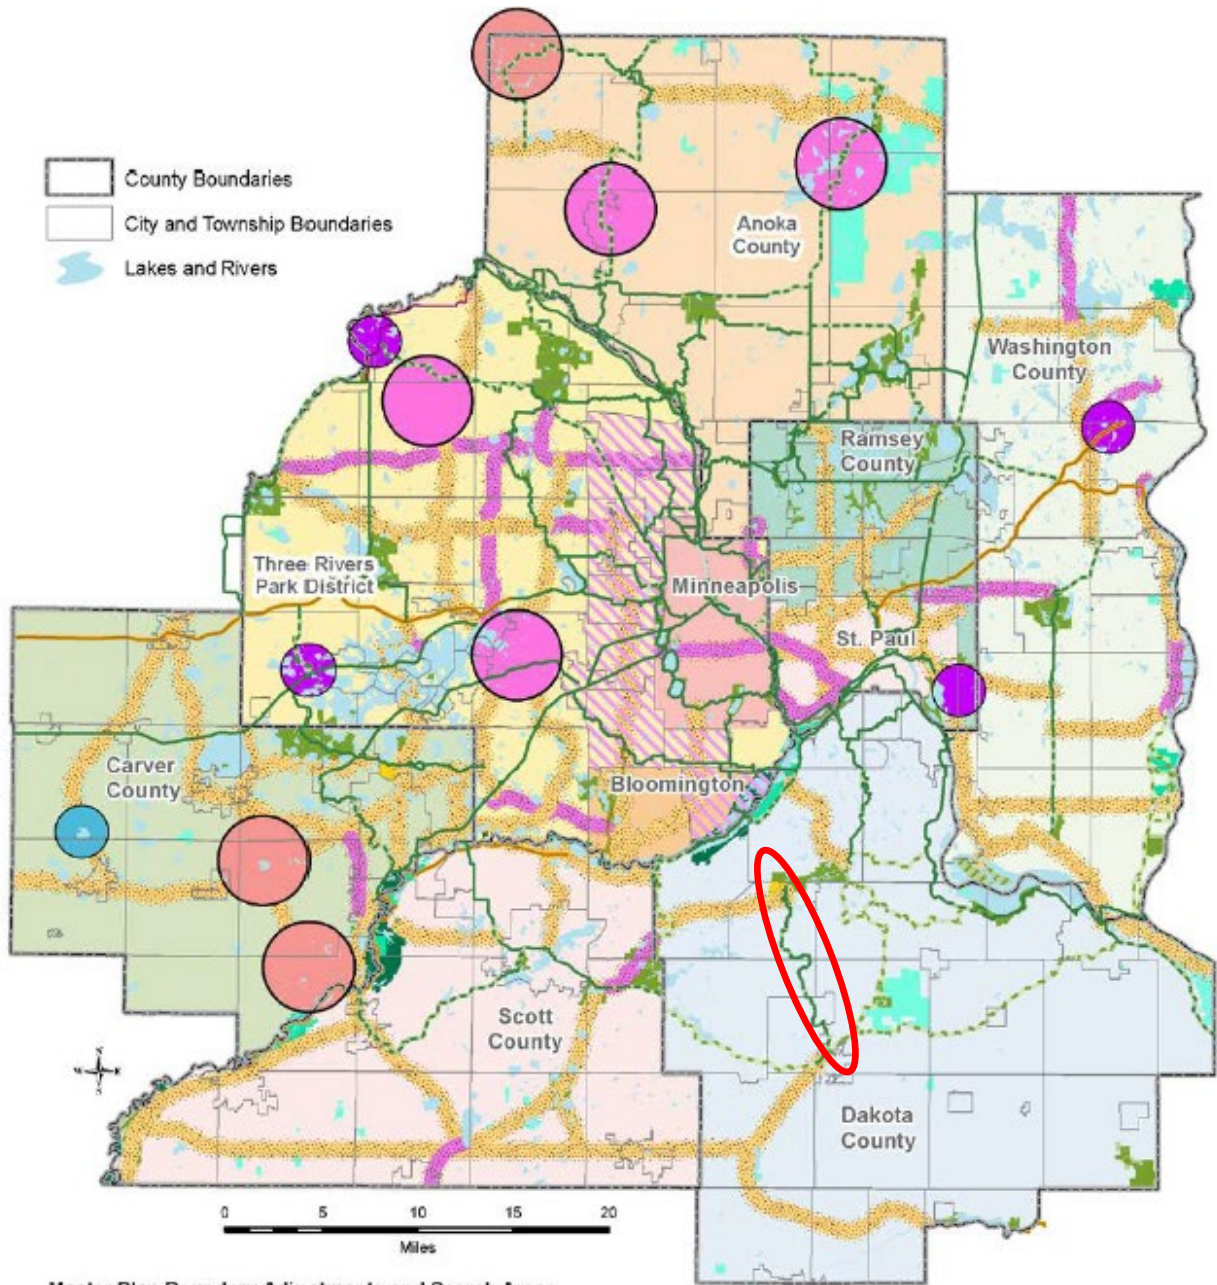 County Boundaries
City and Township Boundaries
Lakes and Rivers
Anoka
County
Washington
County
Ramsey
County
Three Rivers
Park District
Minneapolis
St. Paul
Carver
County
Bloomington
Scott
County
Dakota
County
0 5 10 15 20
Miles